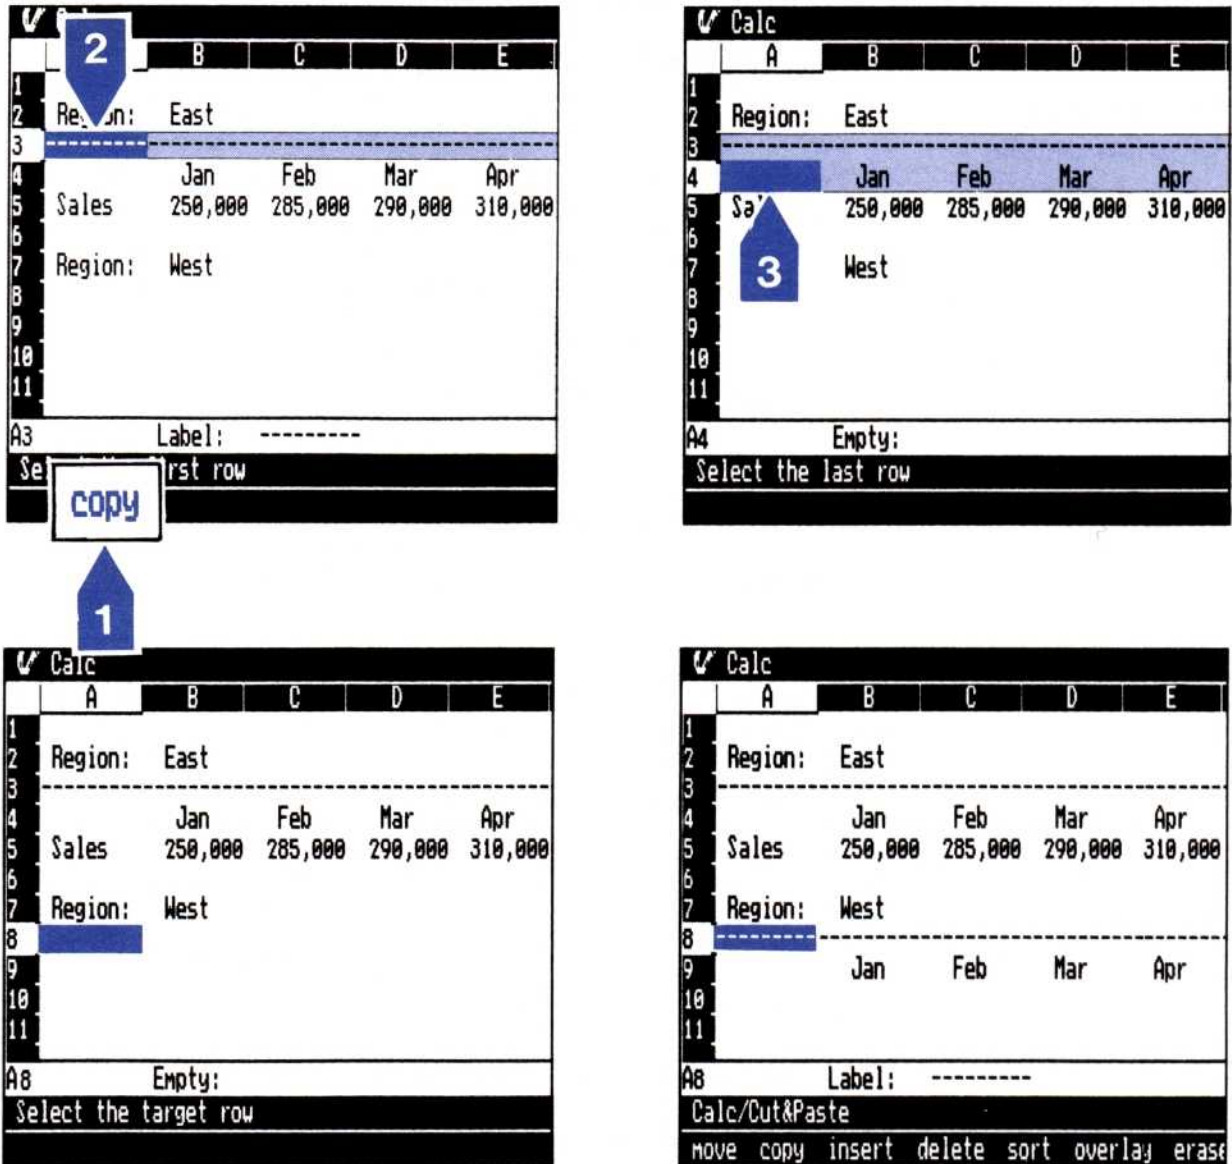 Calc
2
B C D E
1
2 East
3 ---------
4 Jan Feb Mar Apr
5 Sales 250,000 285,000 290,000 310,000
6
7 Region: West
8
9
10
11
A3 Label: ---------
rst row
copy
1
Calc
A B C D E
1
2 Region: East
3 ---------
4 Jan Feb Mar Apr
5 250,000 285,000 290,000 310,000
6
7 West
3
8
9
10
11
A4 Empty:
Select the last row
Calc
A B C D E
1
2 Region: East
3 ---------
4 Jan Feb Mar Apr
5 Sales 250,000 285,000 290,000 310,000
6
7 Region: West
8
9
10
11
A8 Empty:
Select the target row
Calc
A B C D E
1
2 Region: East
3 ---------
4 Jan Feb Mar Apr
5 Sales 250,000 285,000 290,000 310,000
6
7 Region: West
8 ---------
9 Jan Feb Mar Apr
10
11
A8 Label: ---------
Calc/Cut&Paste
move copy insert delete sort overlay erase